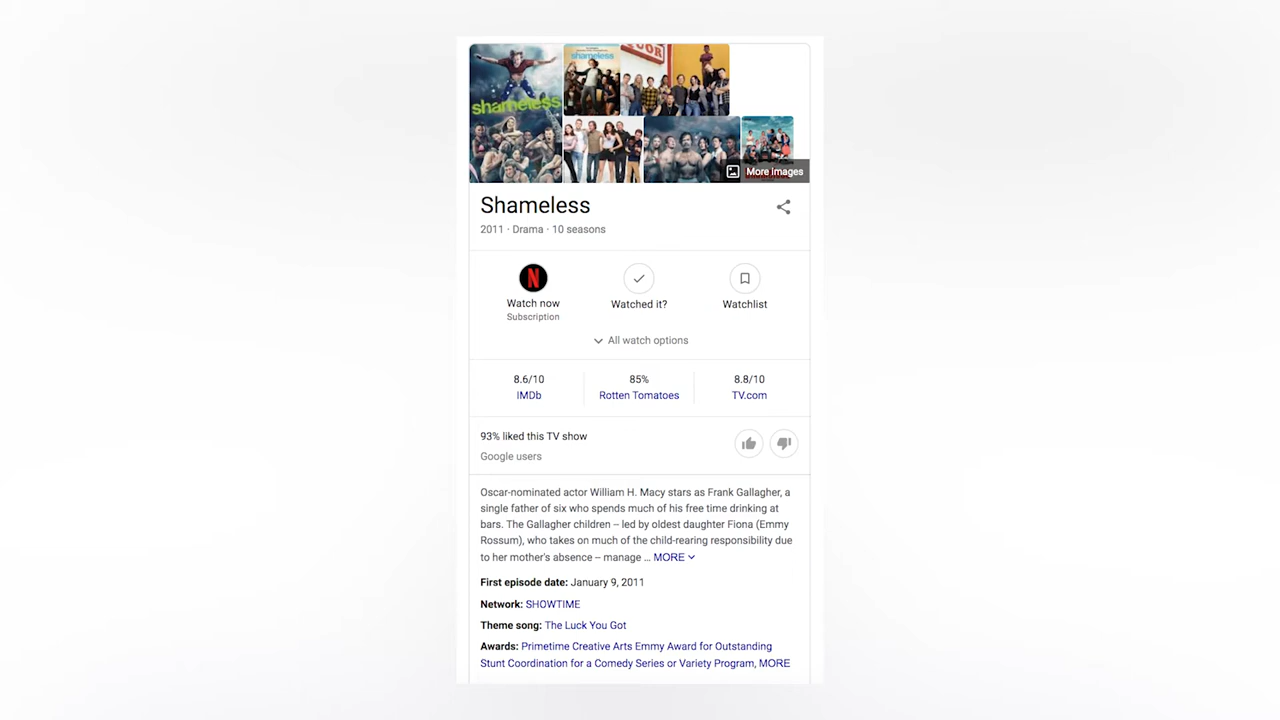 shameless
shameless
More images
Shameless
2011 · Drama · 10 seasons
N
Watch now
Subscription
Watched it?
Watchlist
All watch options
8.6/10
IMDb
85%
Rotten Tomatoes
8.8/10
TV.com
93% liked this TV show
Google users
Oscar-nominated actor William H. Macy stars as Frank Gallagher, a
single father of six who spends much of his free time drinking at
bars. The Gallagher children -- led by oldest daughter Fiona (Emmy
Rossum), who takes on much of the child-rearing responsibility due
to her mother's absence -- manage ... MORE
First episode date: January 9, 2011
Network: SHOWTIME
Theme song: The Luck You Got
Awards: Primetime Creative Arts Emmy Award for Outstanding
Stunt Coordination for a Comedy Series or Variety Program, MORE